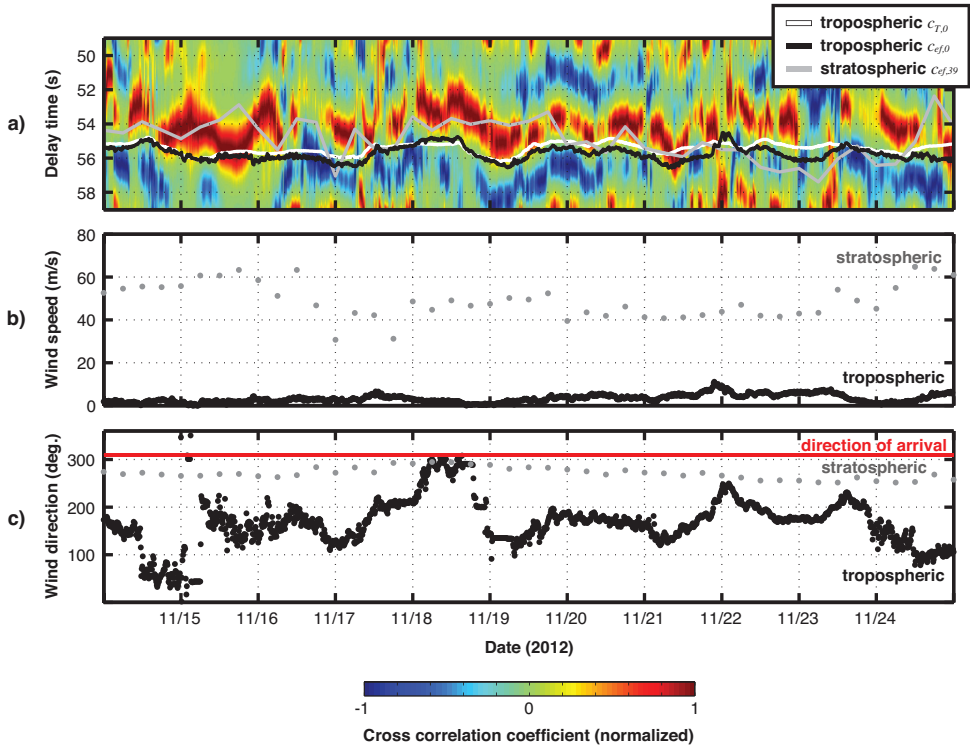 tropospheric c_T,0
tropospheric c_ef,0
stratospheric c_ef,39
a)
Delay time (s)
50
52
54
56
58
b)
Wind speed (m/s)
80
60
40
20
0
stratospheric
tropospheric
c)
Wind direction (deg.)
300
200
100
direction of arrival
stratospheric
tropospheric
11/15 11/16 11/17 11/18 11/19 11/20 11/21 11/22 11/23 11/24
Date (2012)
-1 0 1
Cross correlation coefficient (normalized)